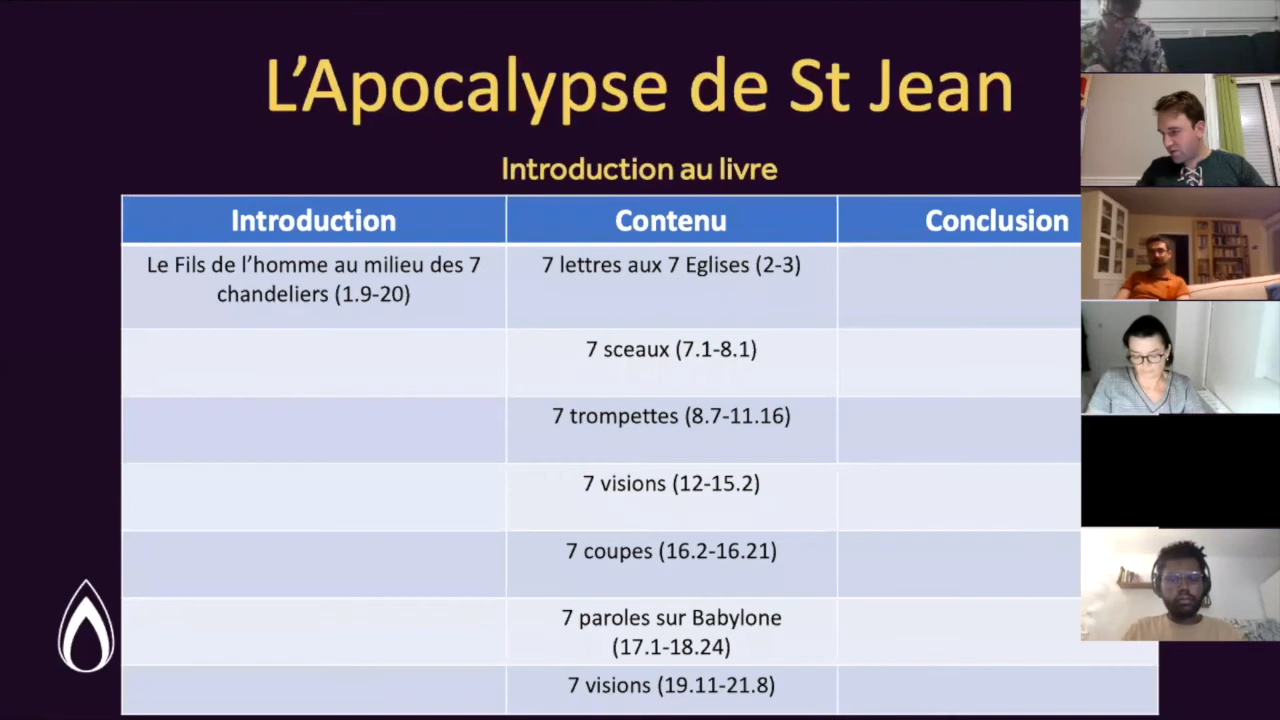 L’Apocalypse de St Jean
Introduction au livre
Introduction
Contenu
Conclusion
Le Fils de l’homme au milieu des 7
chandeliers (1.9-20)
7 lettres aux 7 Eglises (2-3)
7 sceaux (7.1-8.1)
7 trompettes (8.7-11.16)
7 visions (12-15.2)
7 coupes (16.2-16.21)
7 paroles sur Babylone
(17.1-18.24)
7 visions (19.11-21.8)